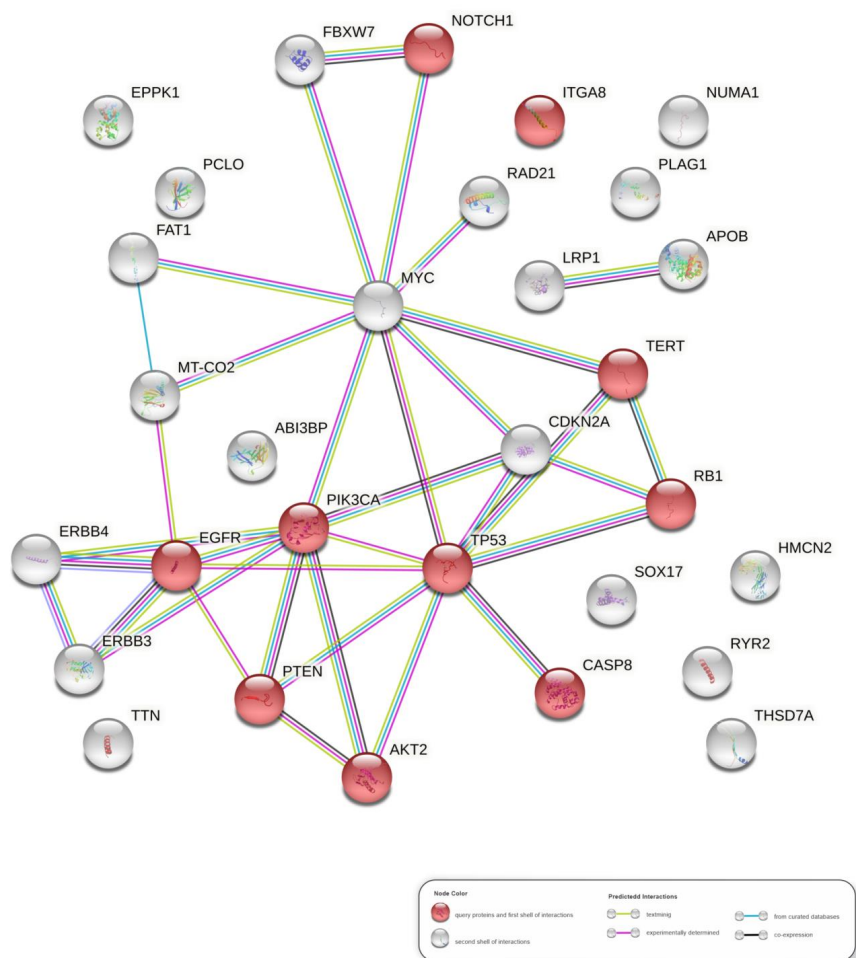 FBXW7
NOTCH1
EPPK1
ITGA8
NUMA1
PCLO
RAD21
PLAG1
FAT1
LRP1
APOB
MYC
TERT
MT-CO2
CDKN2A
ABI3BP
PIK3CA
RB1
ERBB4
EGFR
TP53
HMCN2
SOX17
ERBB3
PTEN
CASP8
RYR2
TTN
AKT2
THSD7A
Node Color
query proteins and first shell of interactions
second shell of interactions
Predictedd Interactions
textminig
experimentally determined
from curated databases
co-expression